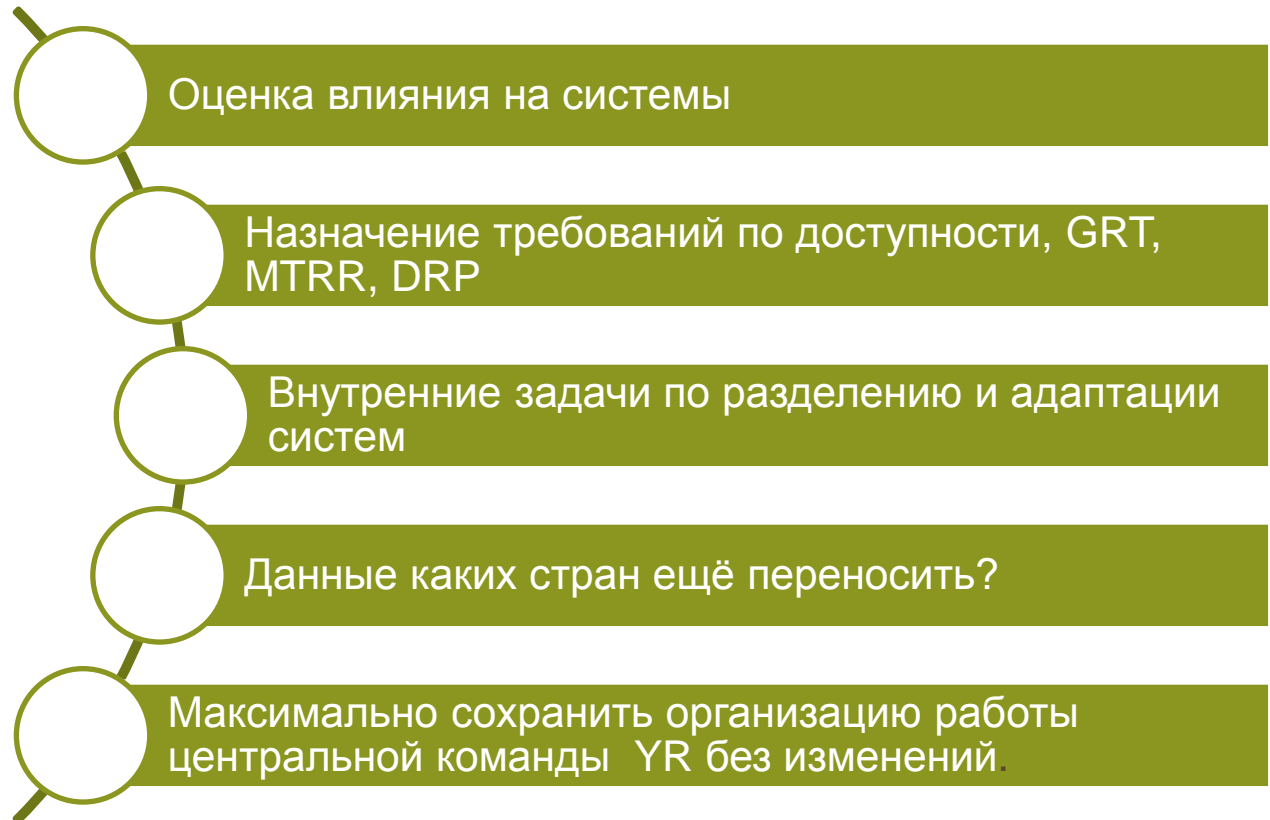 Оценка влияния на системы
Назначение требований по доступности, GRT,
MTRR, DRP
Внутренние задачи по разделению и адаптации
систем
Данные каких стран ещё переносить?
Максимально сохранить организацию работы
центральной команды  YR без изменений.